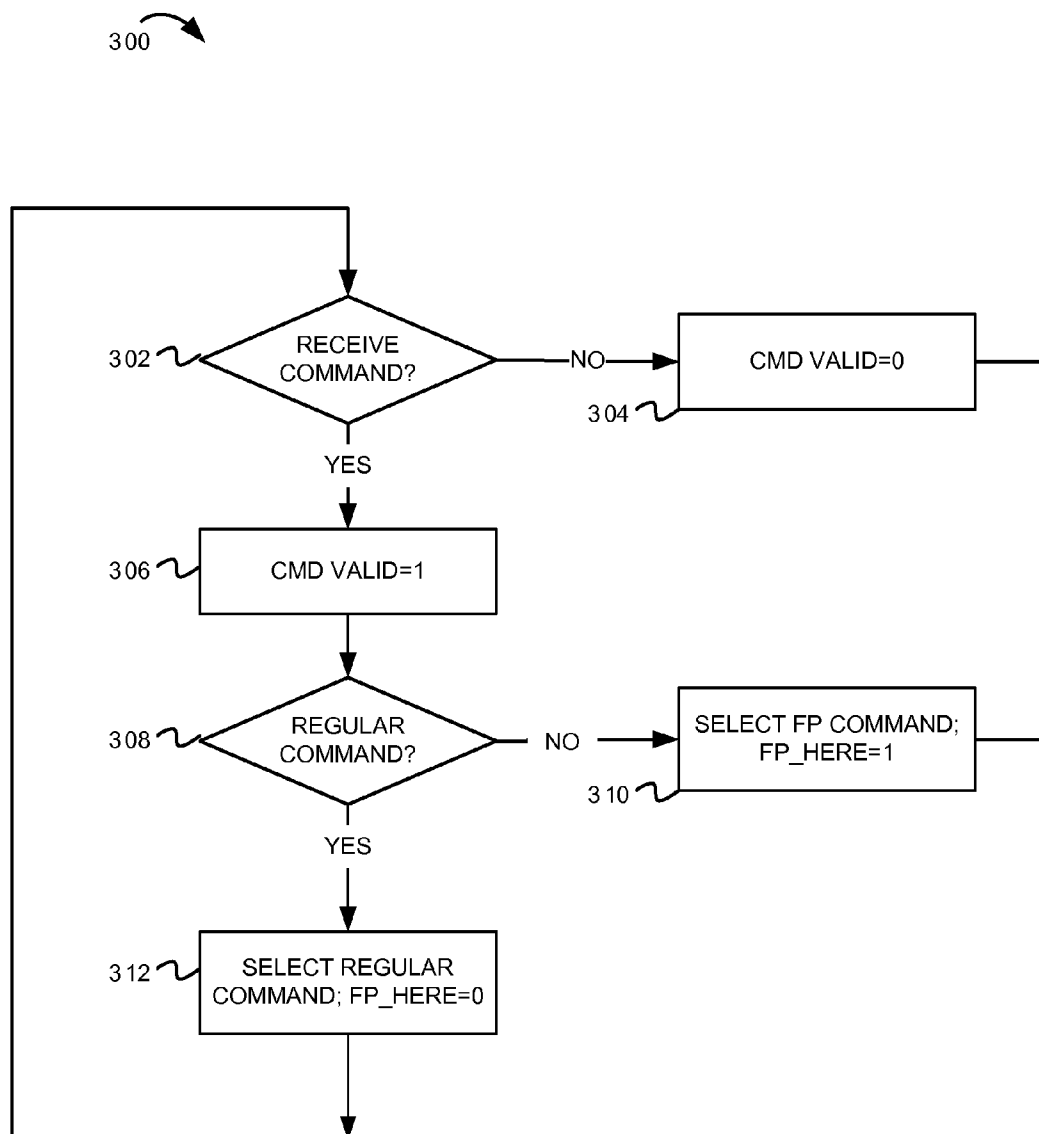 300
302
RECEIVE
COMMAND?
NO
CMD VALID=0
304
YES
306
CMD VALID=1
308
REGULAR
COMMAND?
NO
SELECT FP COMMAND;
FP_HERE=1
310
YES
312
SELECT REGULAR
COMMAND; FP_HERE=0